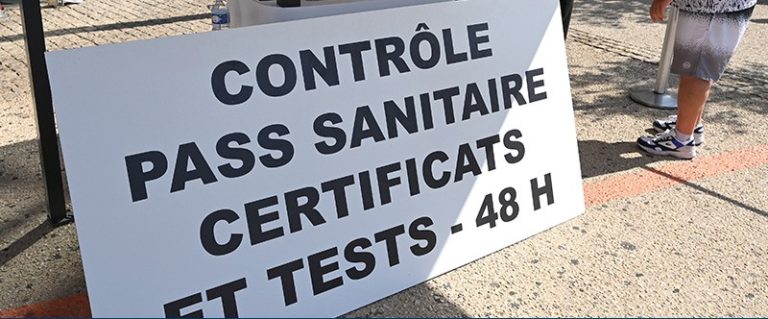 CONTRÔLE
PASS SANITAIRE
CERTIFICATS
ET TESTS - 48 H